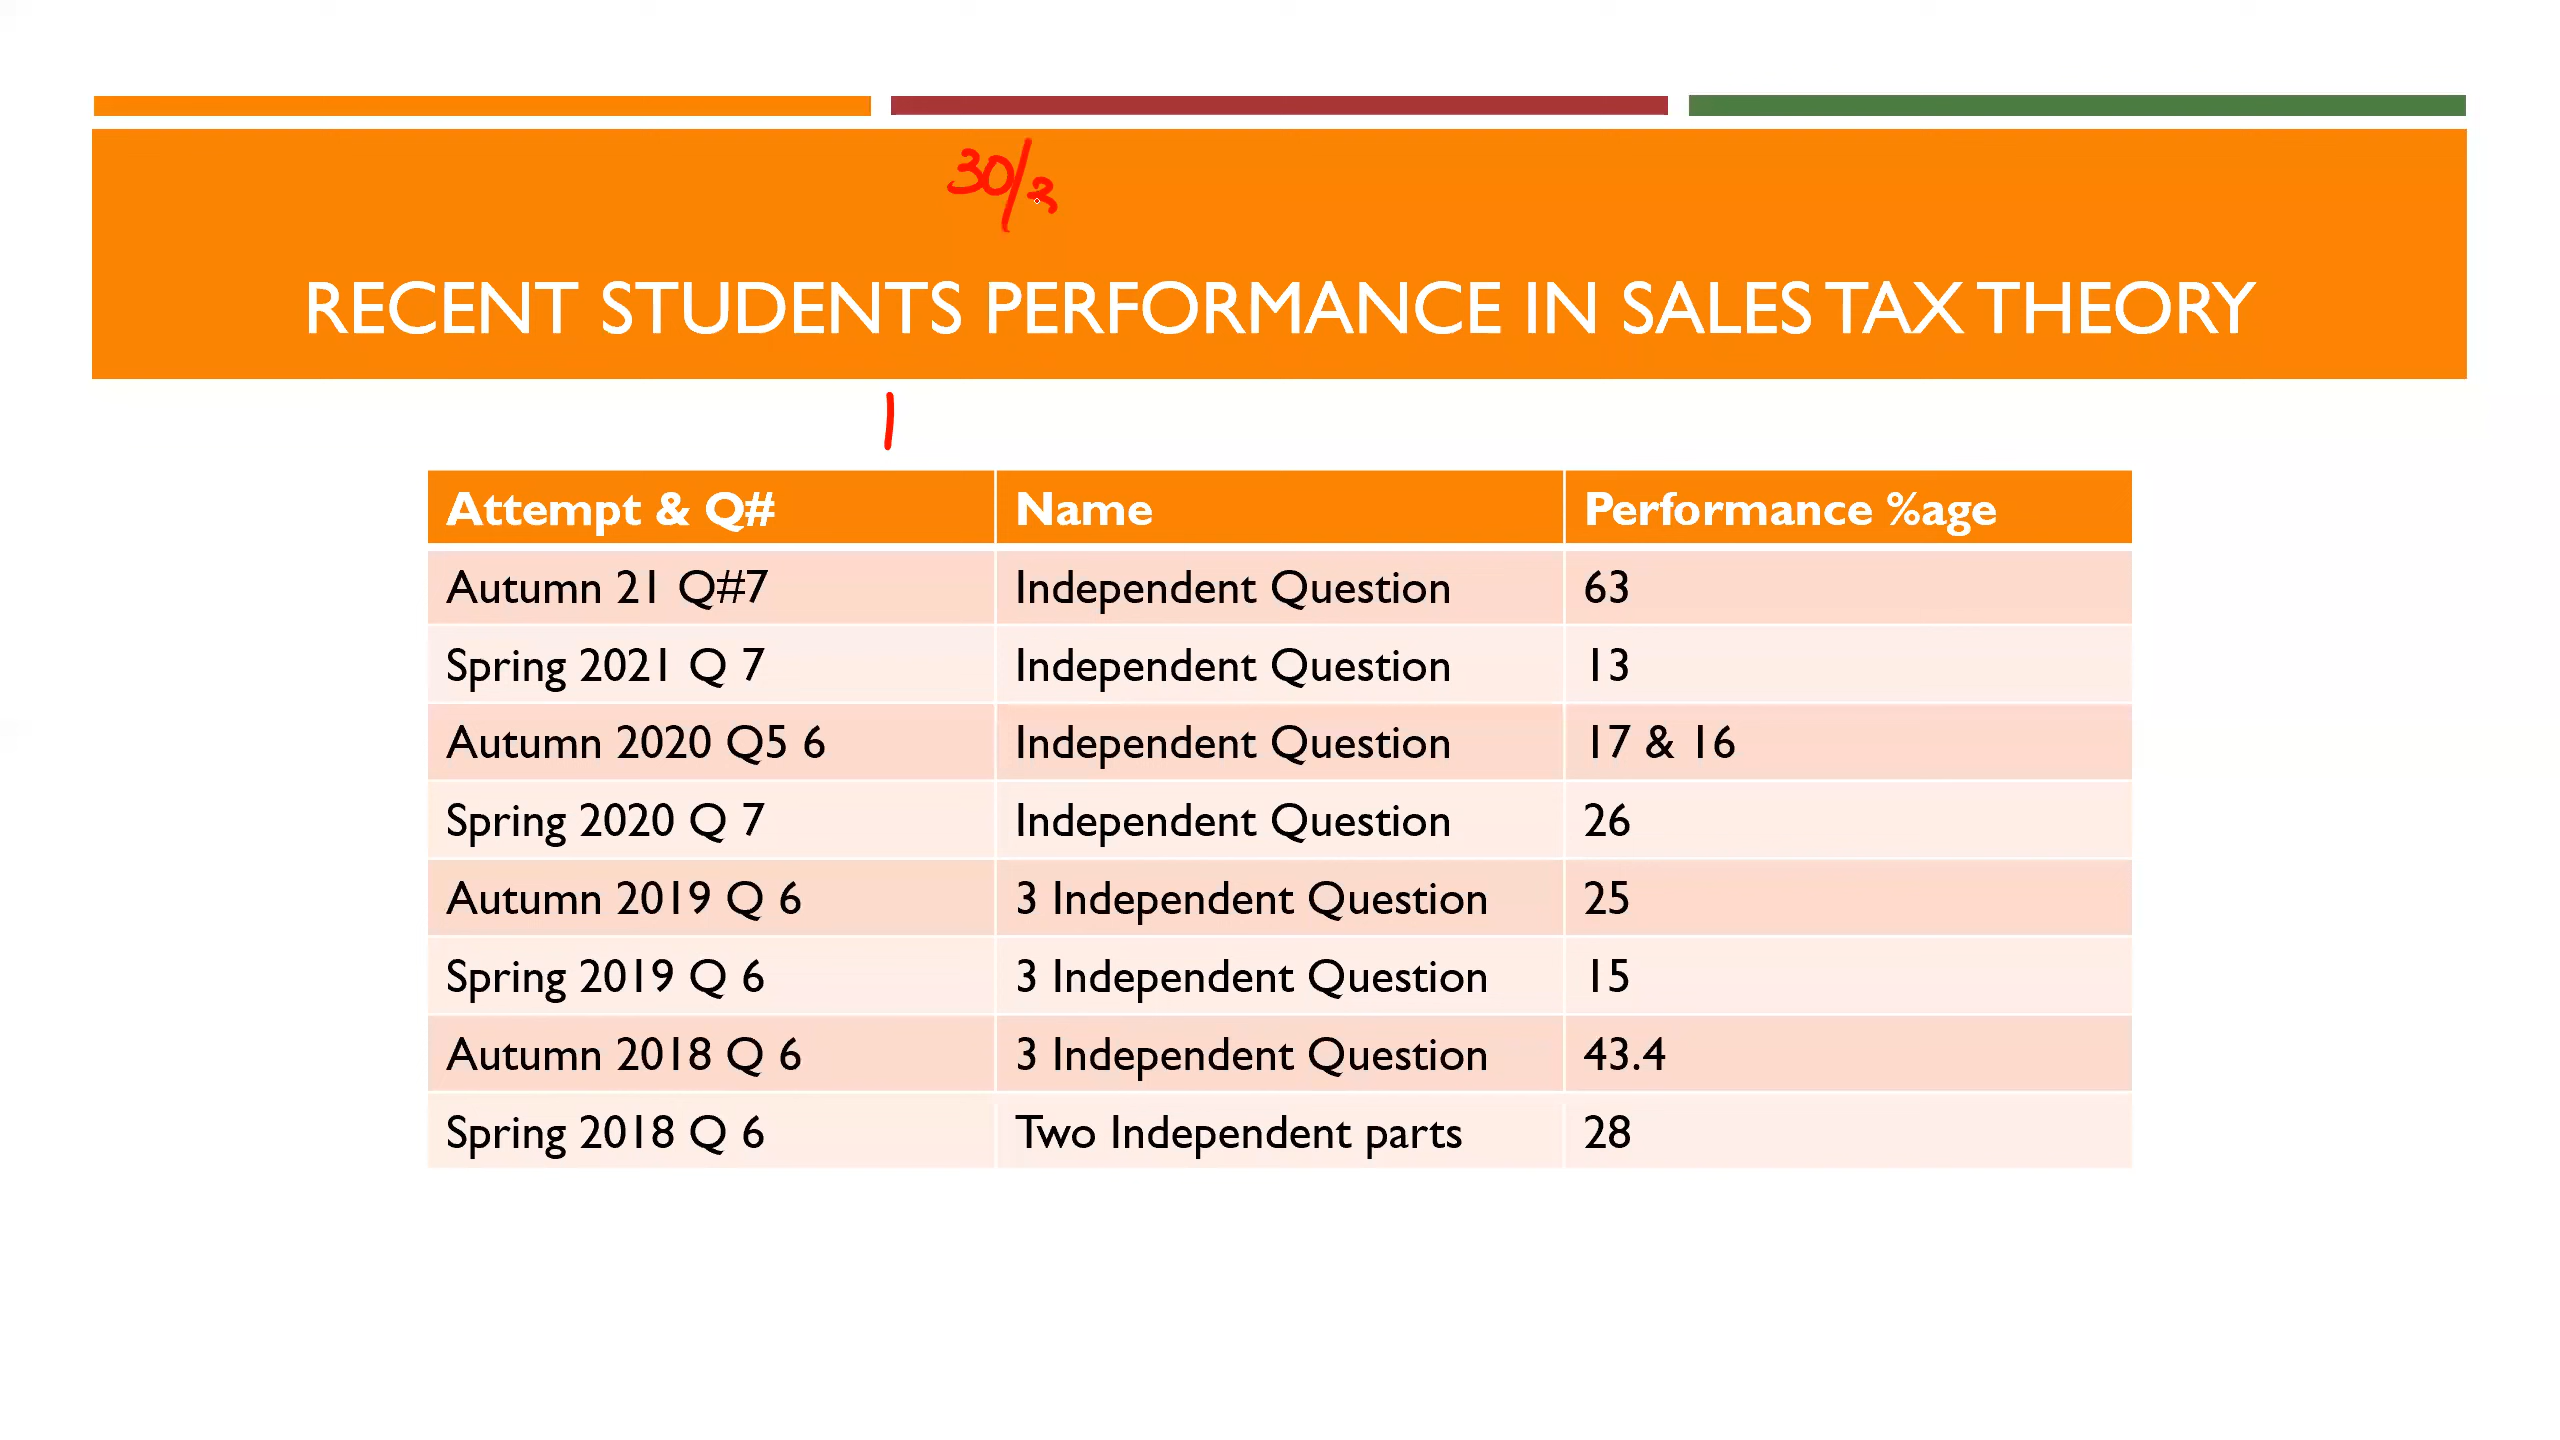 30/2
RECENT STUDENTS PERFORMANCE IN SALES TAX THEORY
|
Attempt & Q# Name Performance %age
Autumn 21 Q#7 Independent Question 63
Spring 2021 Q 7 Independent Question 13
Autumn 2020 Q5 6 Independent Question 17 & 16
Spring 2020 Q 7 Independent Question 26
Autumn 2019 Q 6 3 Independent Question 25
Spring 2019 Q 6 3 Independent Question 15
Autumn 2018 Q 6 3 Independent Question 43.4
Spring 2018 Q 6 Two Independent parts 28